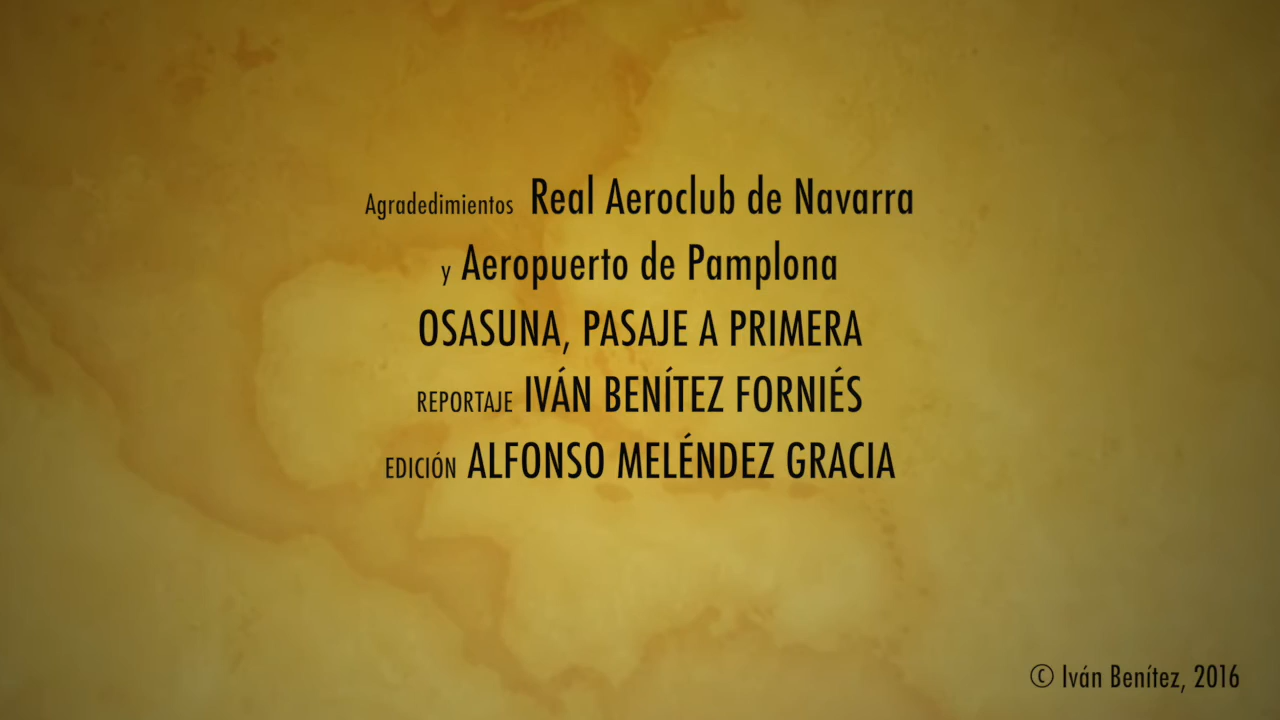 Agradedimientos Real Aeroclub de Navarra
y Aeropuerto de Pamplona
OSASUNA, PASAJE A PRIMERA
REPORTAJE IVÁN BENÍTEZ FORNIÉS
EDICIÓN ALFONSO MELÉNDEZ GRACIA
© Iván Benítez, 2016